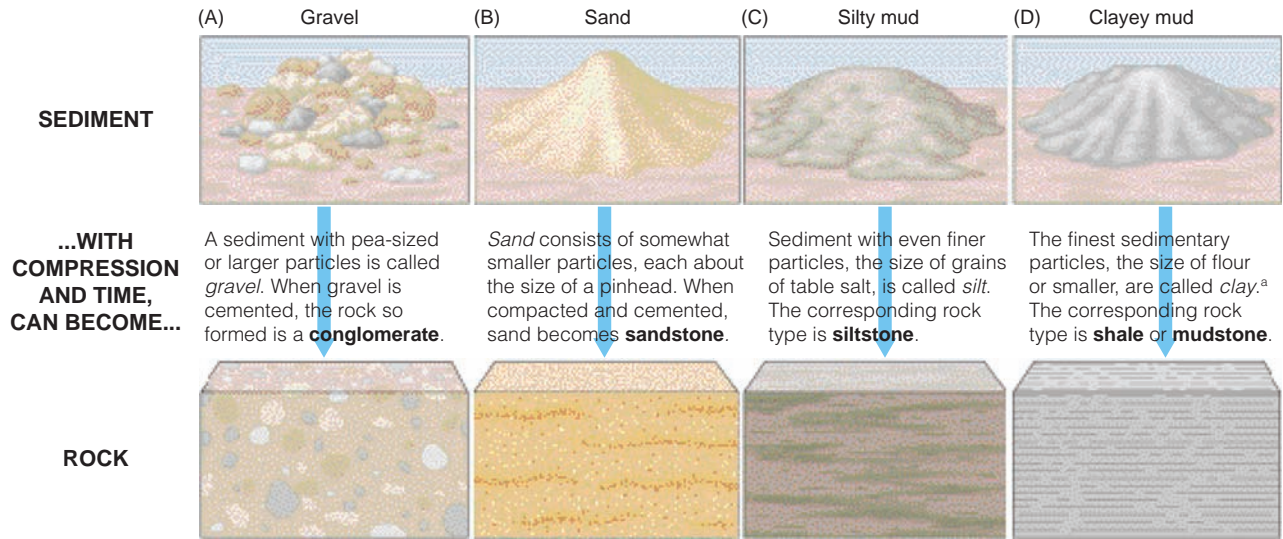 (A) Gravel
(B) Sand
(C) Silty mud
(D) Clayey mud
SEDIMENT
...WITH
COMPRESSION
AND TIME,
CAN BECOME...
A sediment with pea-sized
or larger particles is called
gravel. When gravel is
cemented, the rock so
formed is a conglomerate.
Sand consists of somewhat
smaller particles, each about
the size of a pinhead. When
compacted and cemented,
sand becomes sandstone.
Sediment with even finer
particles, the size of grains
of table salt, is called silt.
The corresponding rock
type is siltstone.
The finest sedimentary
particles, the size of flour
or smaller, are called clay.ª
The corresponding rock
type is shale or mudstone.
ROCK